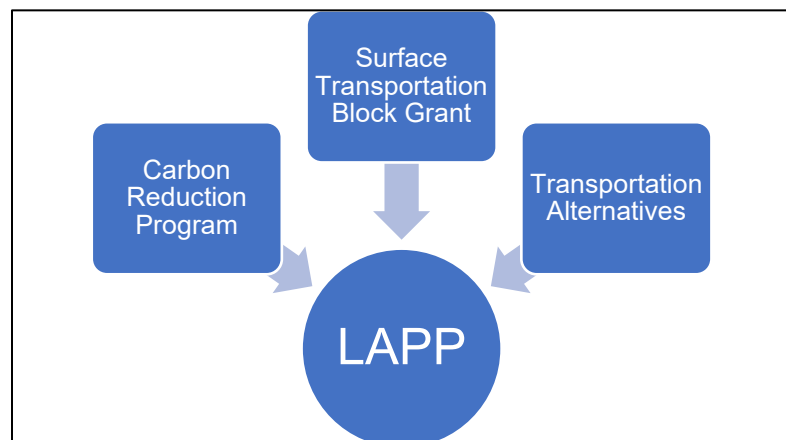 Surface
Transportation
Block Grant
Carbon
Reduction
Program
Transportation
Alternatives
LAPP